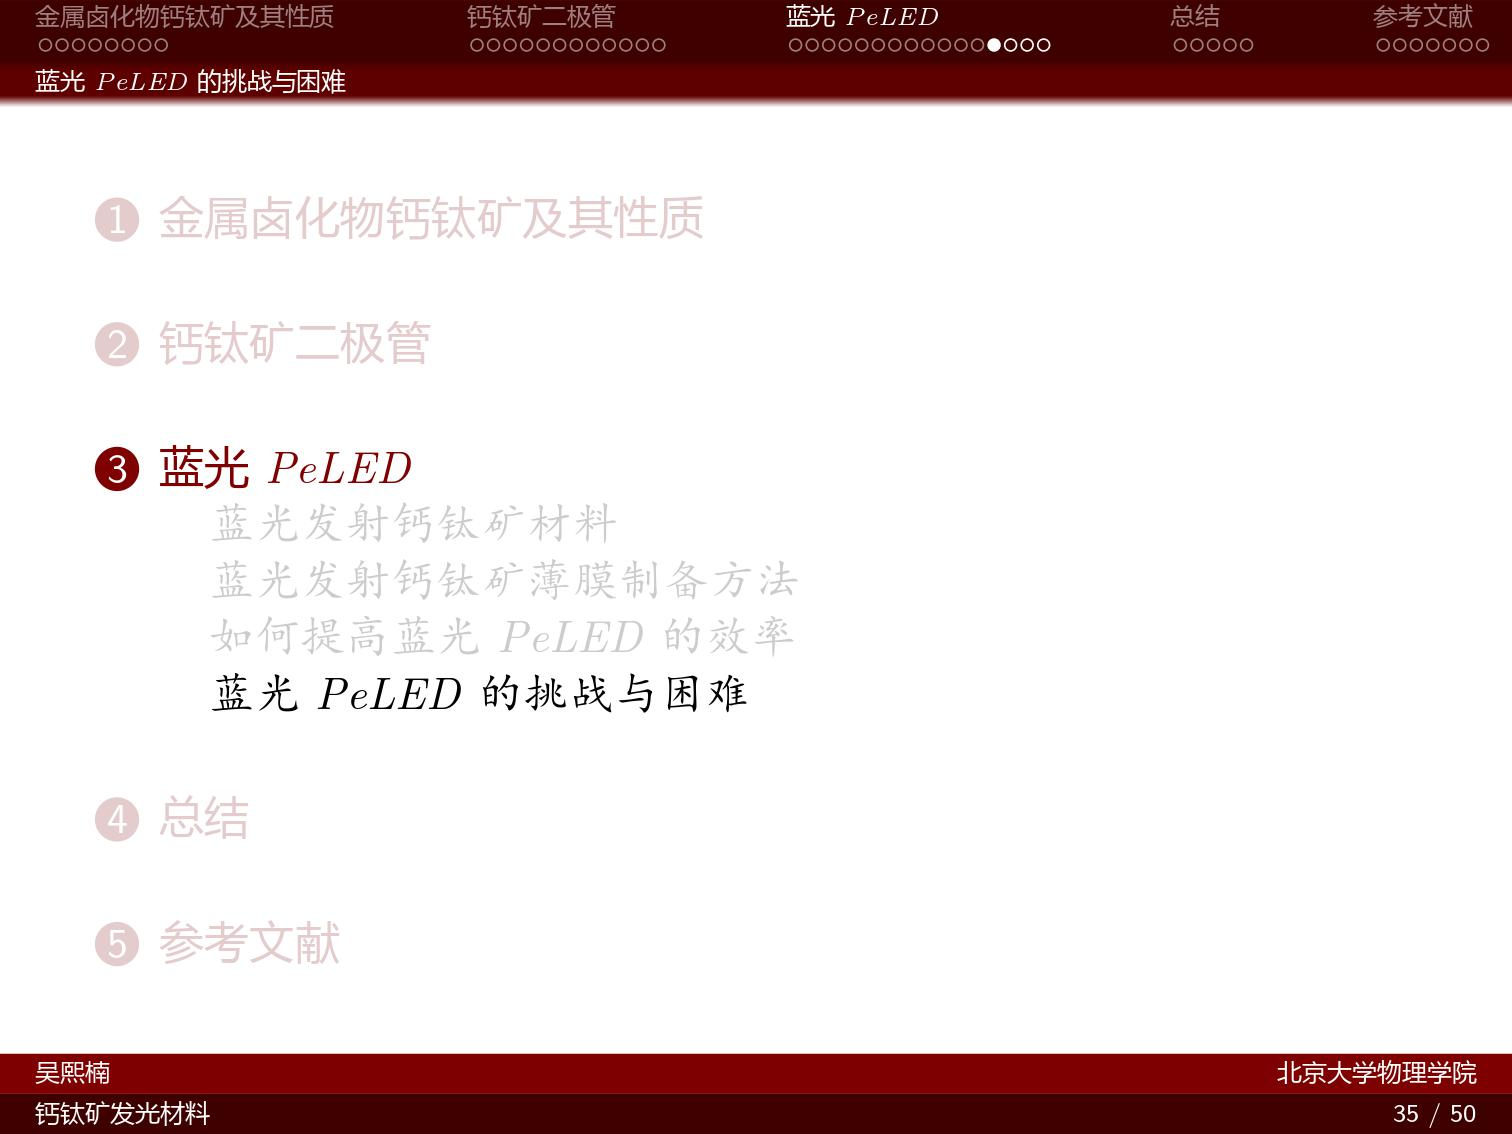 金属卤化物钙钛矿及其性质 钙钛矿二极管 蓝光 PeLED 总结 参考文献
蓝光 PeLED 的挑战与困难
1 金属卤化物钙钛矿及其性质
2 钙钛矿二极管
3 蓝光 PeLED
蓝光发射钙钛矿材料
蓝光发射钙钛矿薄膜制备方法
如何提高蓝光 PeLED 的效率
蓝光 PeLED 的挑战与困难
4 总结
5 参考文献
吴熙楠 北京大学物理学院
钙钛矿发光材料 35 / 50